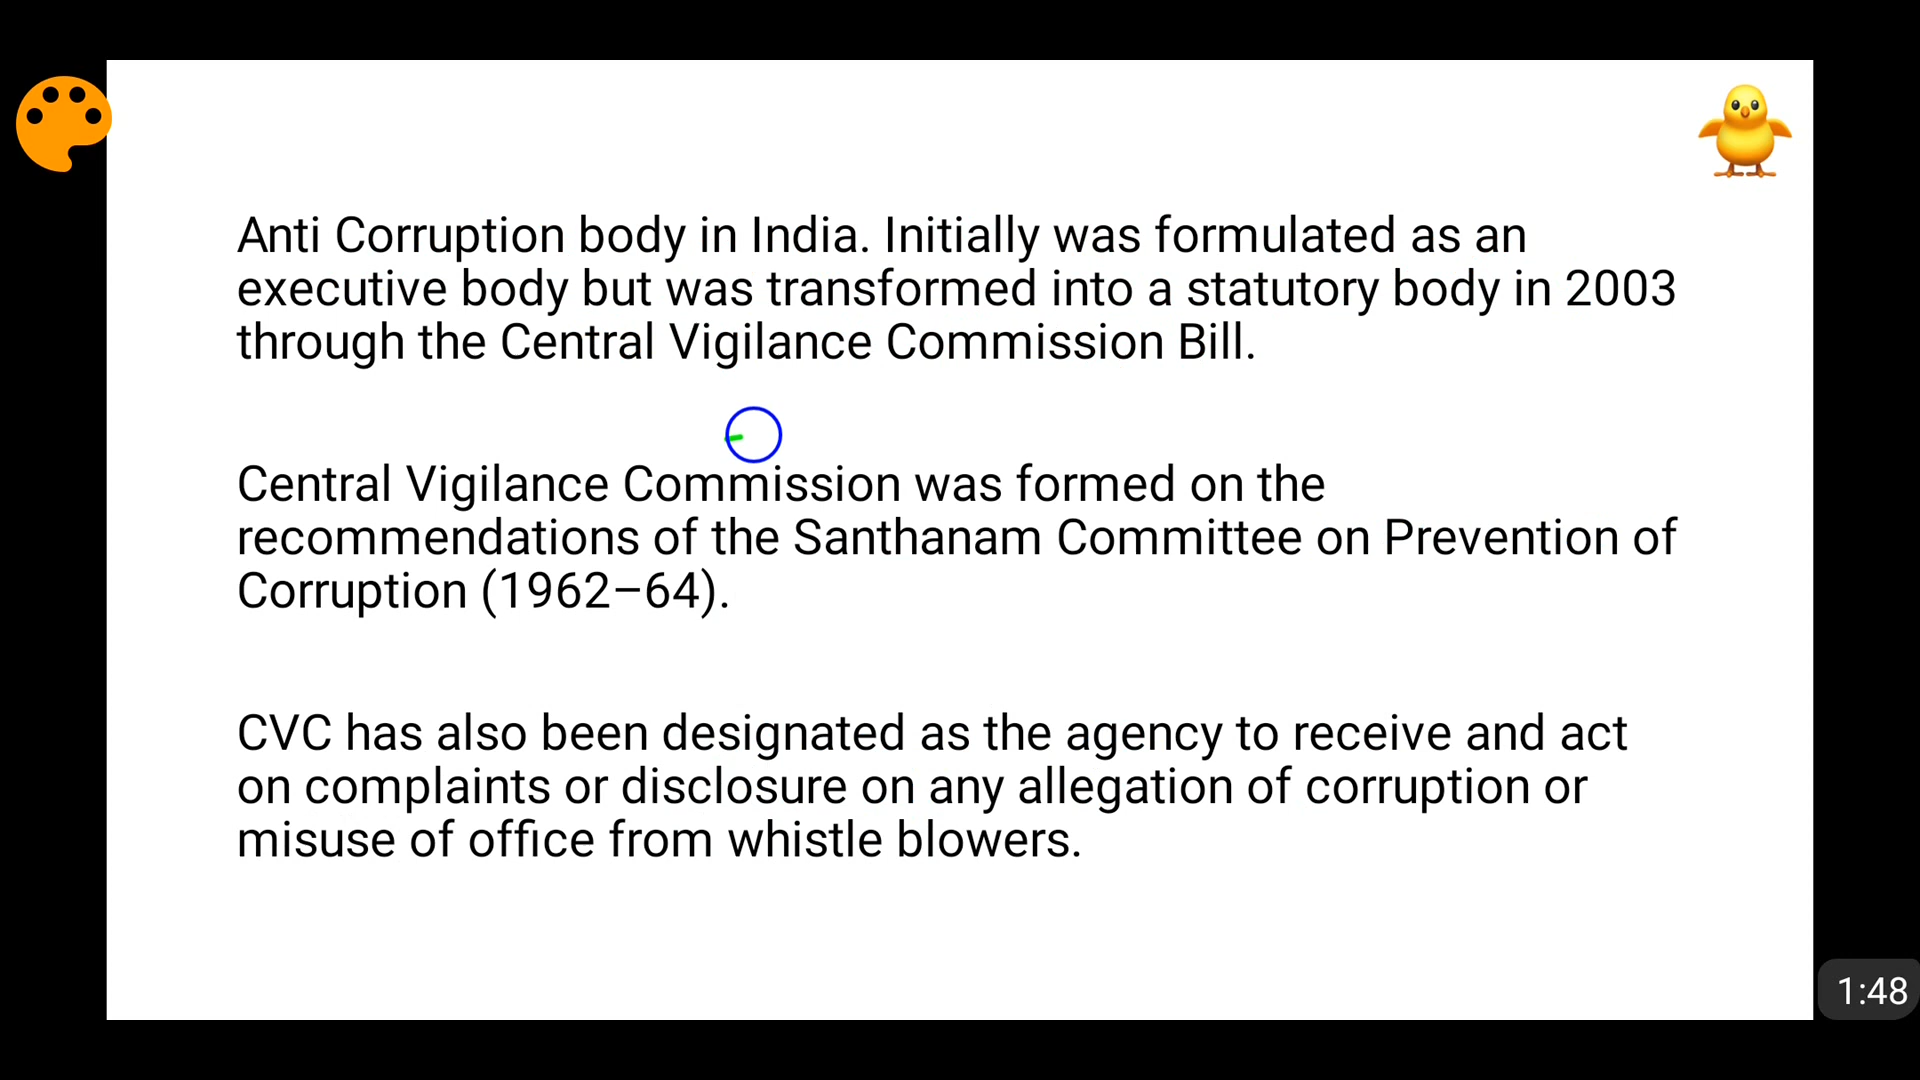 Anti Corruption body in India. Initially was formulated as an
executive body but was transformed into a statutory body in 2003
through the Central Vigilance Commission Bill.
Central Vigilance Commission was formed on the
recommendations of the Santhanam Committee on Prevention of
Corruption (1962–64).
CVC has also been designated as the agency to receive and act
on complaints or disclosure on any allegation of corruption or
misuse of office from whistle blowers.
1:48